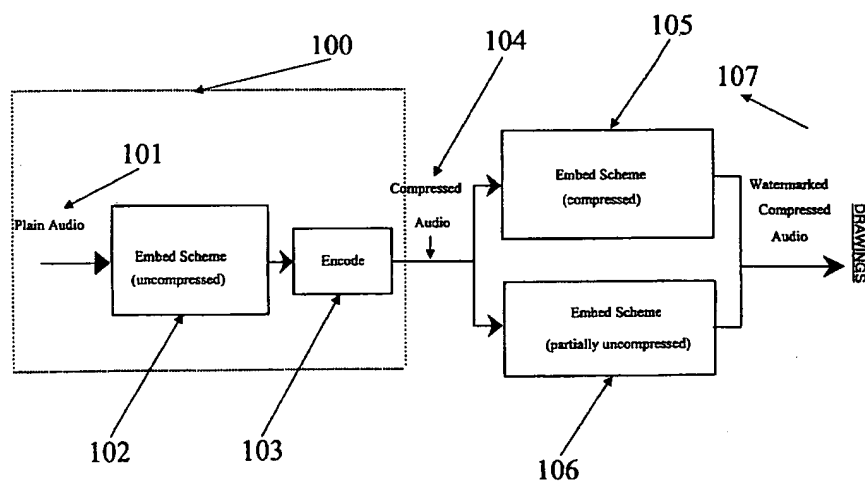 100
104
105
107
101
Plain Audio
Embed Scheme
(uncompressed)
Encode
Compressed
Audio
Embed Scheme
(compressed)
Embed Scheme
(partially uncompressed)
Watermarked
Compressed
Audio
DRAWINGS
102
103
106